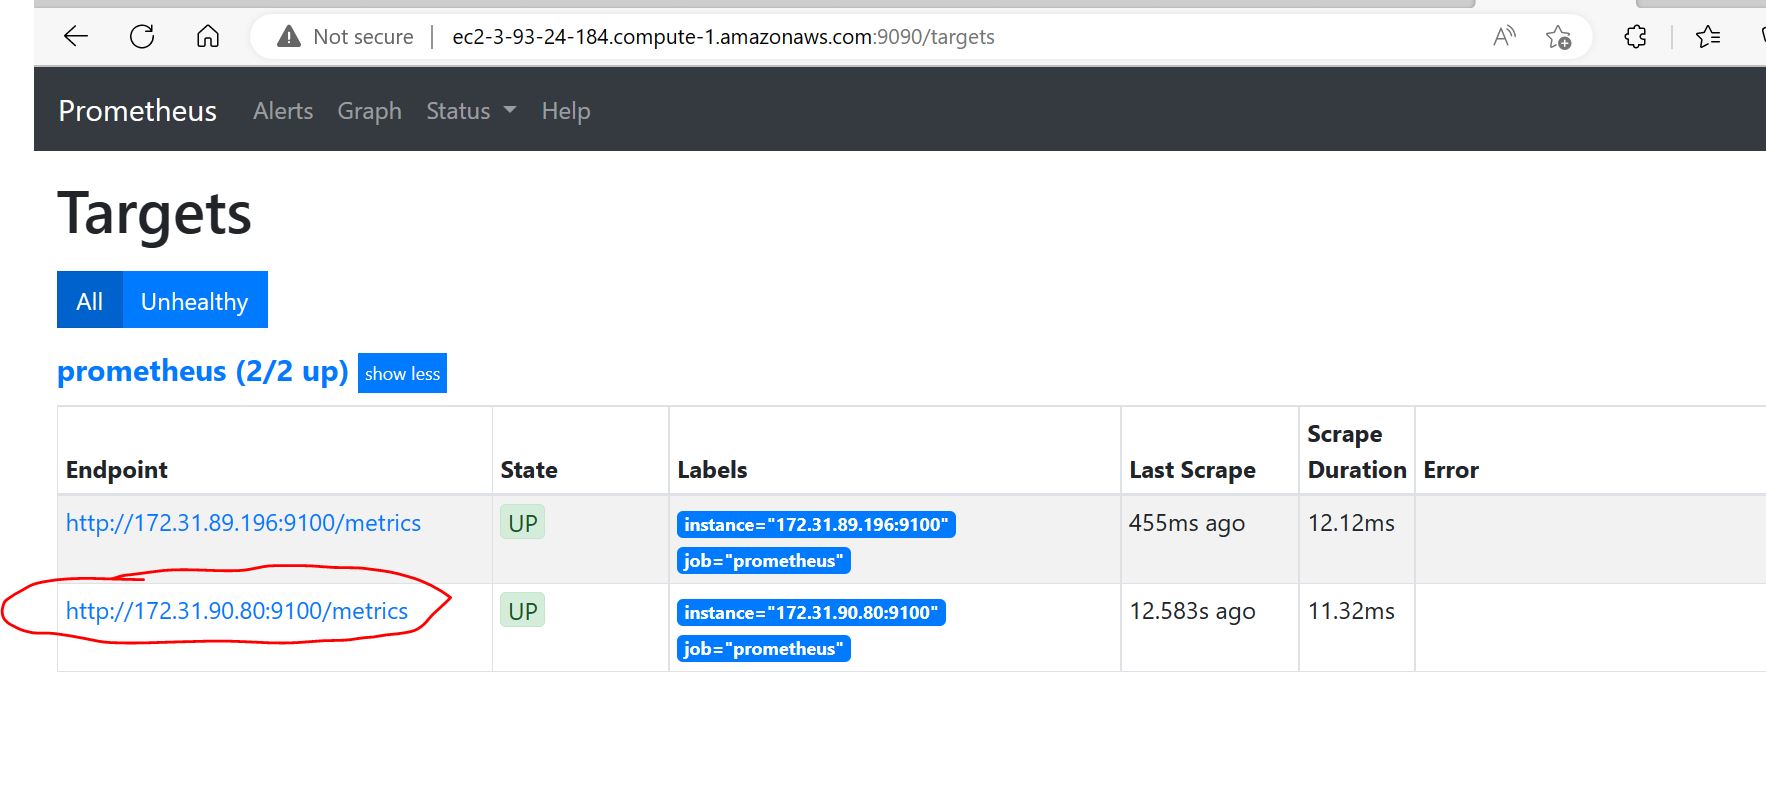 Not secure | ec2-3-93-24-184.compute-1.amazonaws.com:9090/targets
Prometheus Alerts Graph Status Help
Targets
All Unhealthy
prometheus (2/2 up) show less
Endpoint State Labels Last Scrape Scrape Duration Error
http://172.31.89.196:9100/metrics UP instance="172.31.89.196:9100" 455ms ago 12.12ms
job="prometheus"
http://172.31.90.80:9100/metrics UP instance="172.31.90.80:9100" 12.583s ago 11.32ms
job="prometheus"